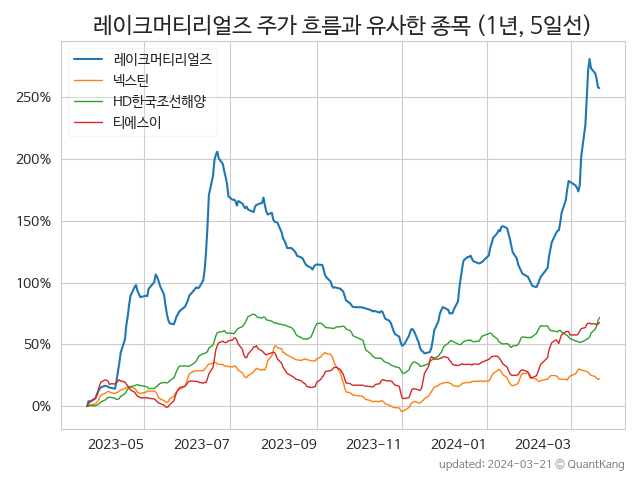 레이크머티리얼즈 주가 흐름과 유사한 종목 (1년, 5일선)
레이크머티리얼즈
넥스틴
HD한국조선해양
티에스이
250%
200%
150%
100%
50%
0%
2023-05 2023-07 2023-09 2023-11 2024-01 2024-03
updated: 2024-03-21 © QuantKang